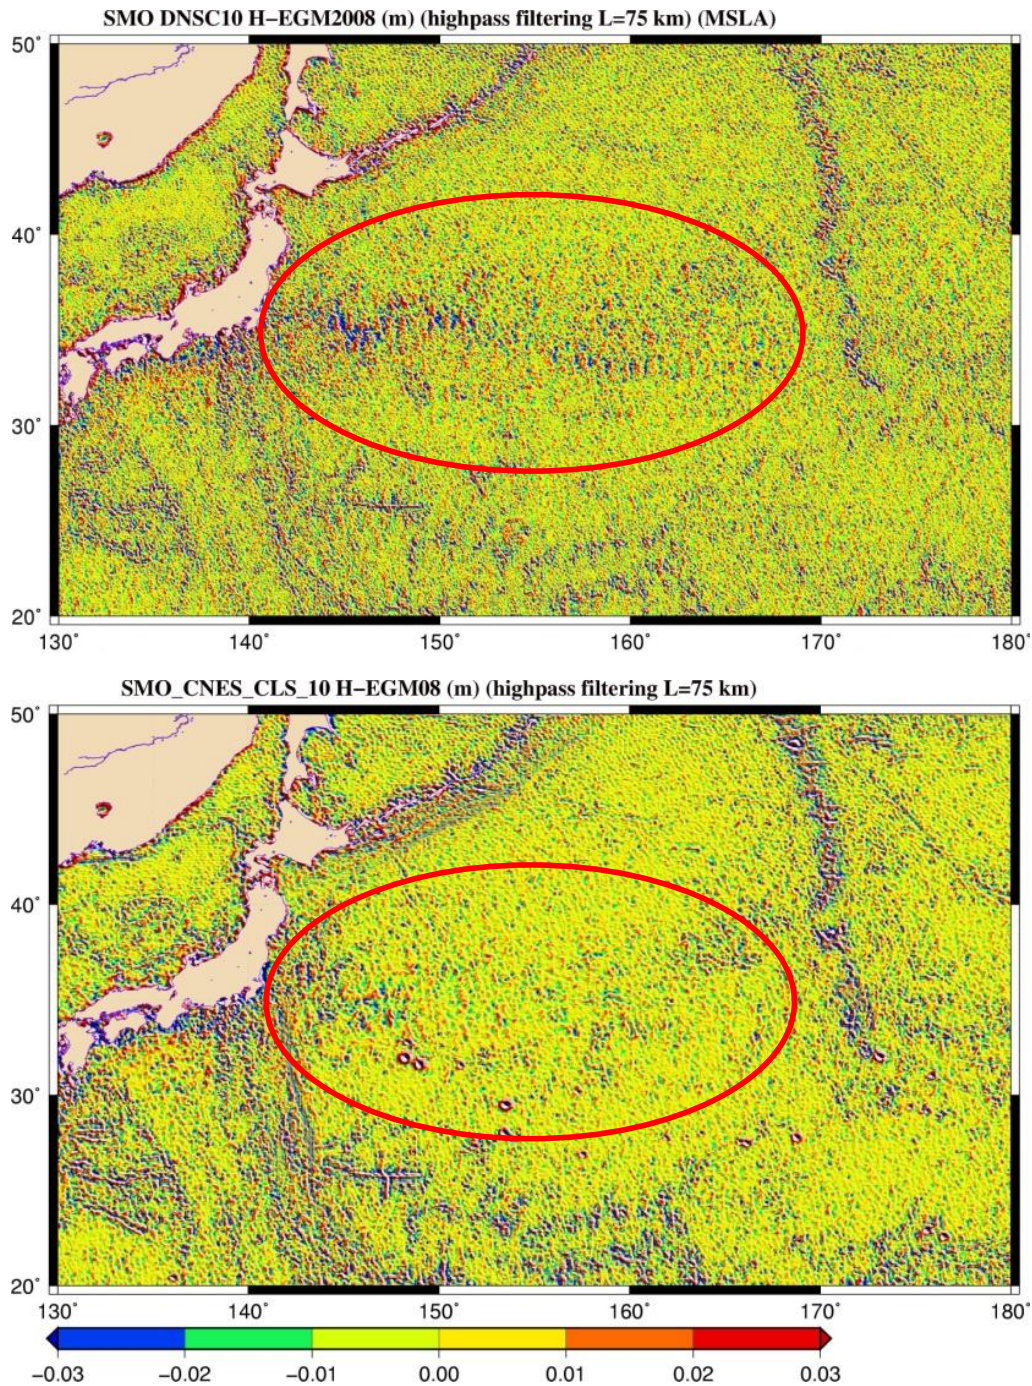 SMO DNSC10 H−EGM2008 (m) (highpass filtering L=75 km) (MSLA)
50˚
40˚
30˚
20˚
130˚ 140˚ 150˚ 160˚ 170˚ 180˚
SMO_CNES_CLS_10 H−EGM08 (m) (highpass filtering L=75 km)
50˚
40˚
30˚
20˚
130˚ 140˚ 150˚ 160˚ 170˚ 180˚
−0.03 −0.02 −0.01 0.00 0.01 0.02 0.03